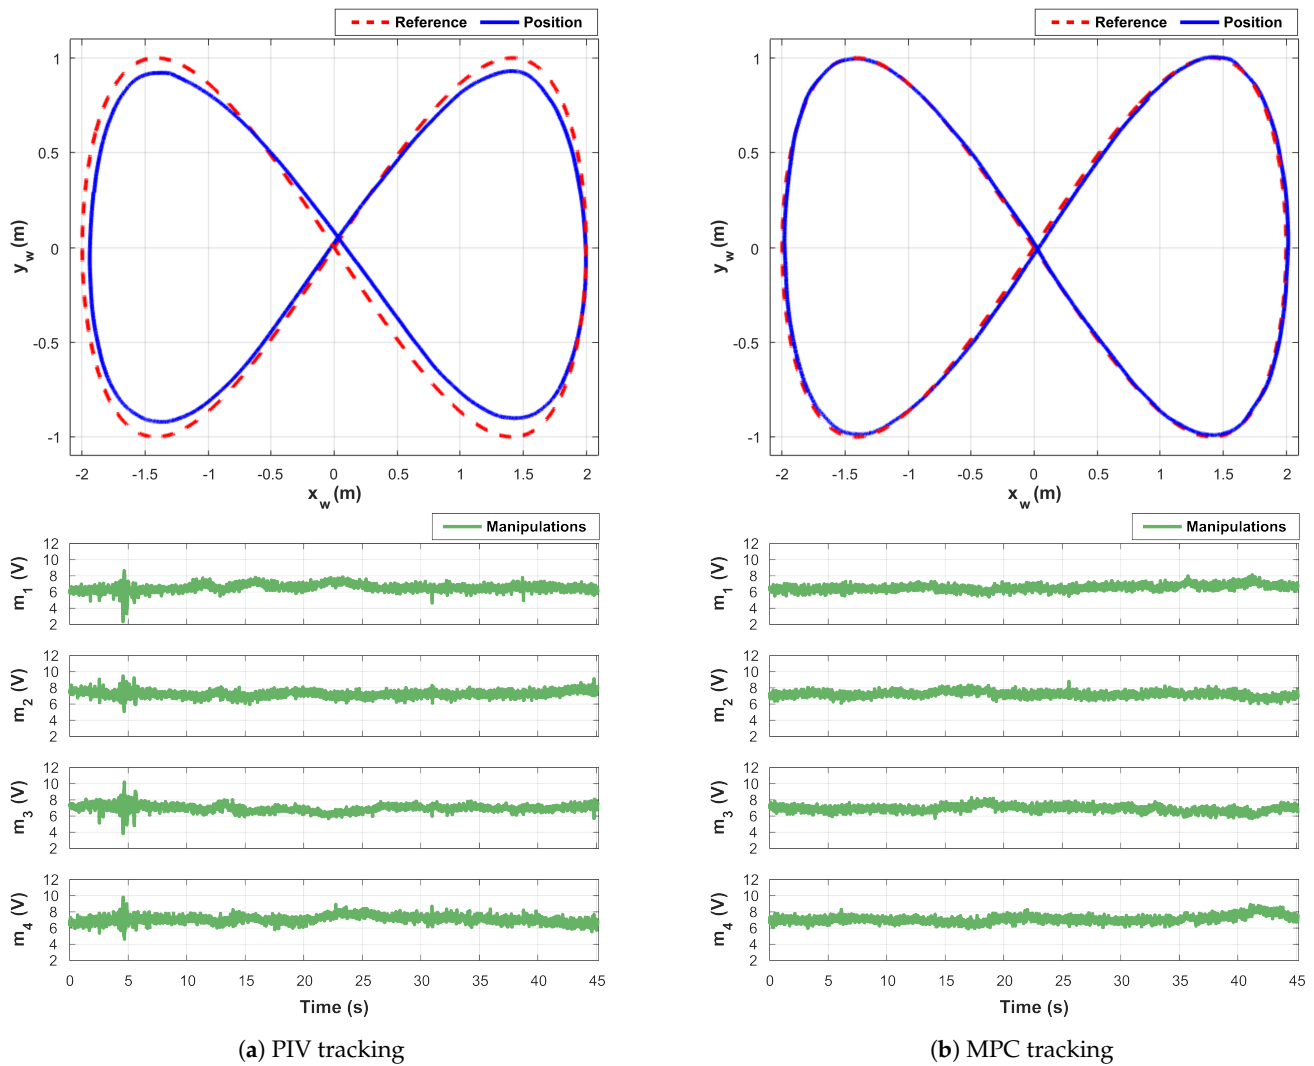 Reference Position
1
0.5
0
-0.5
-1
y_w (m)
-2 -1.5 -1 -0.5 0 0.5 1 1.5 2
x_w (m)
Manipulations
12
10
8
6
4
2
m_1 (V)
12
10
8
6
4
2
m_2 (V)
12
10
8
6
4
2
m_3 (V)
12
10
8
6
4
2
m_4 (V)
0 5 10 15 20 25 30 35 40 45
Time (s)
(a) PIV tracking
Reference Position
1
0.5
0
-0.5
-1
y_w (m)
-2 -1.5 -1 -0.5 0 0.5 1 1.5 2
x_w (m)
Manipulations
12
10
8
6
4
2
m_1 (V)
12
10
8
6
4
2
m_2 (V)
12
10
8
6
4
2
m_3 (V)
12
10
8
6
4
2
m_4 (V)
0 5 10 15 20 25 30 35 40 45
Time (s)
(b) MPC tracking